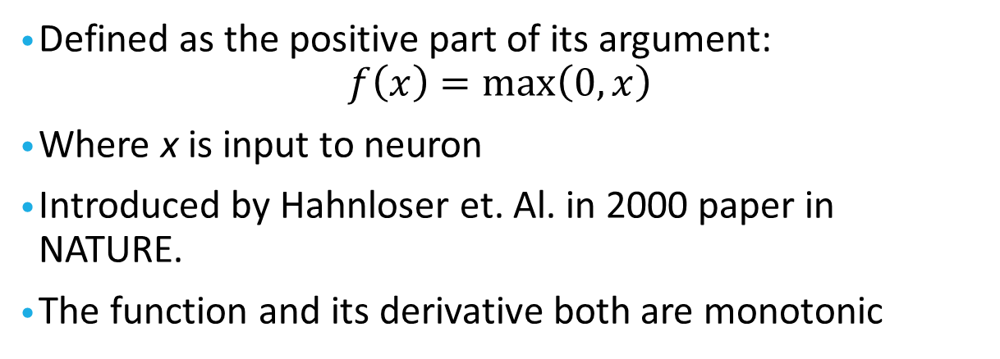 •Defined as the positive part of its argument:
f(x) = max(0, x)
•Where x is input to neuron
•Introduced by Hahnloser et. Al. in 2000 paper in
NATURE.
•The function and its derivative both are monotonic